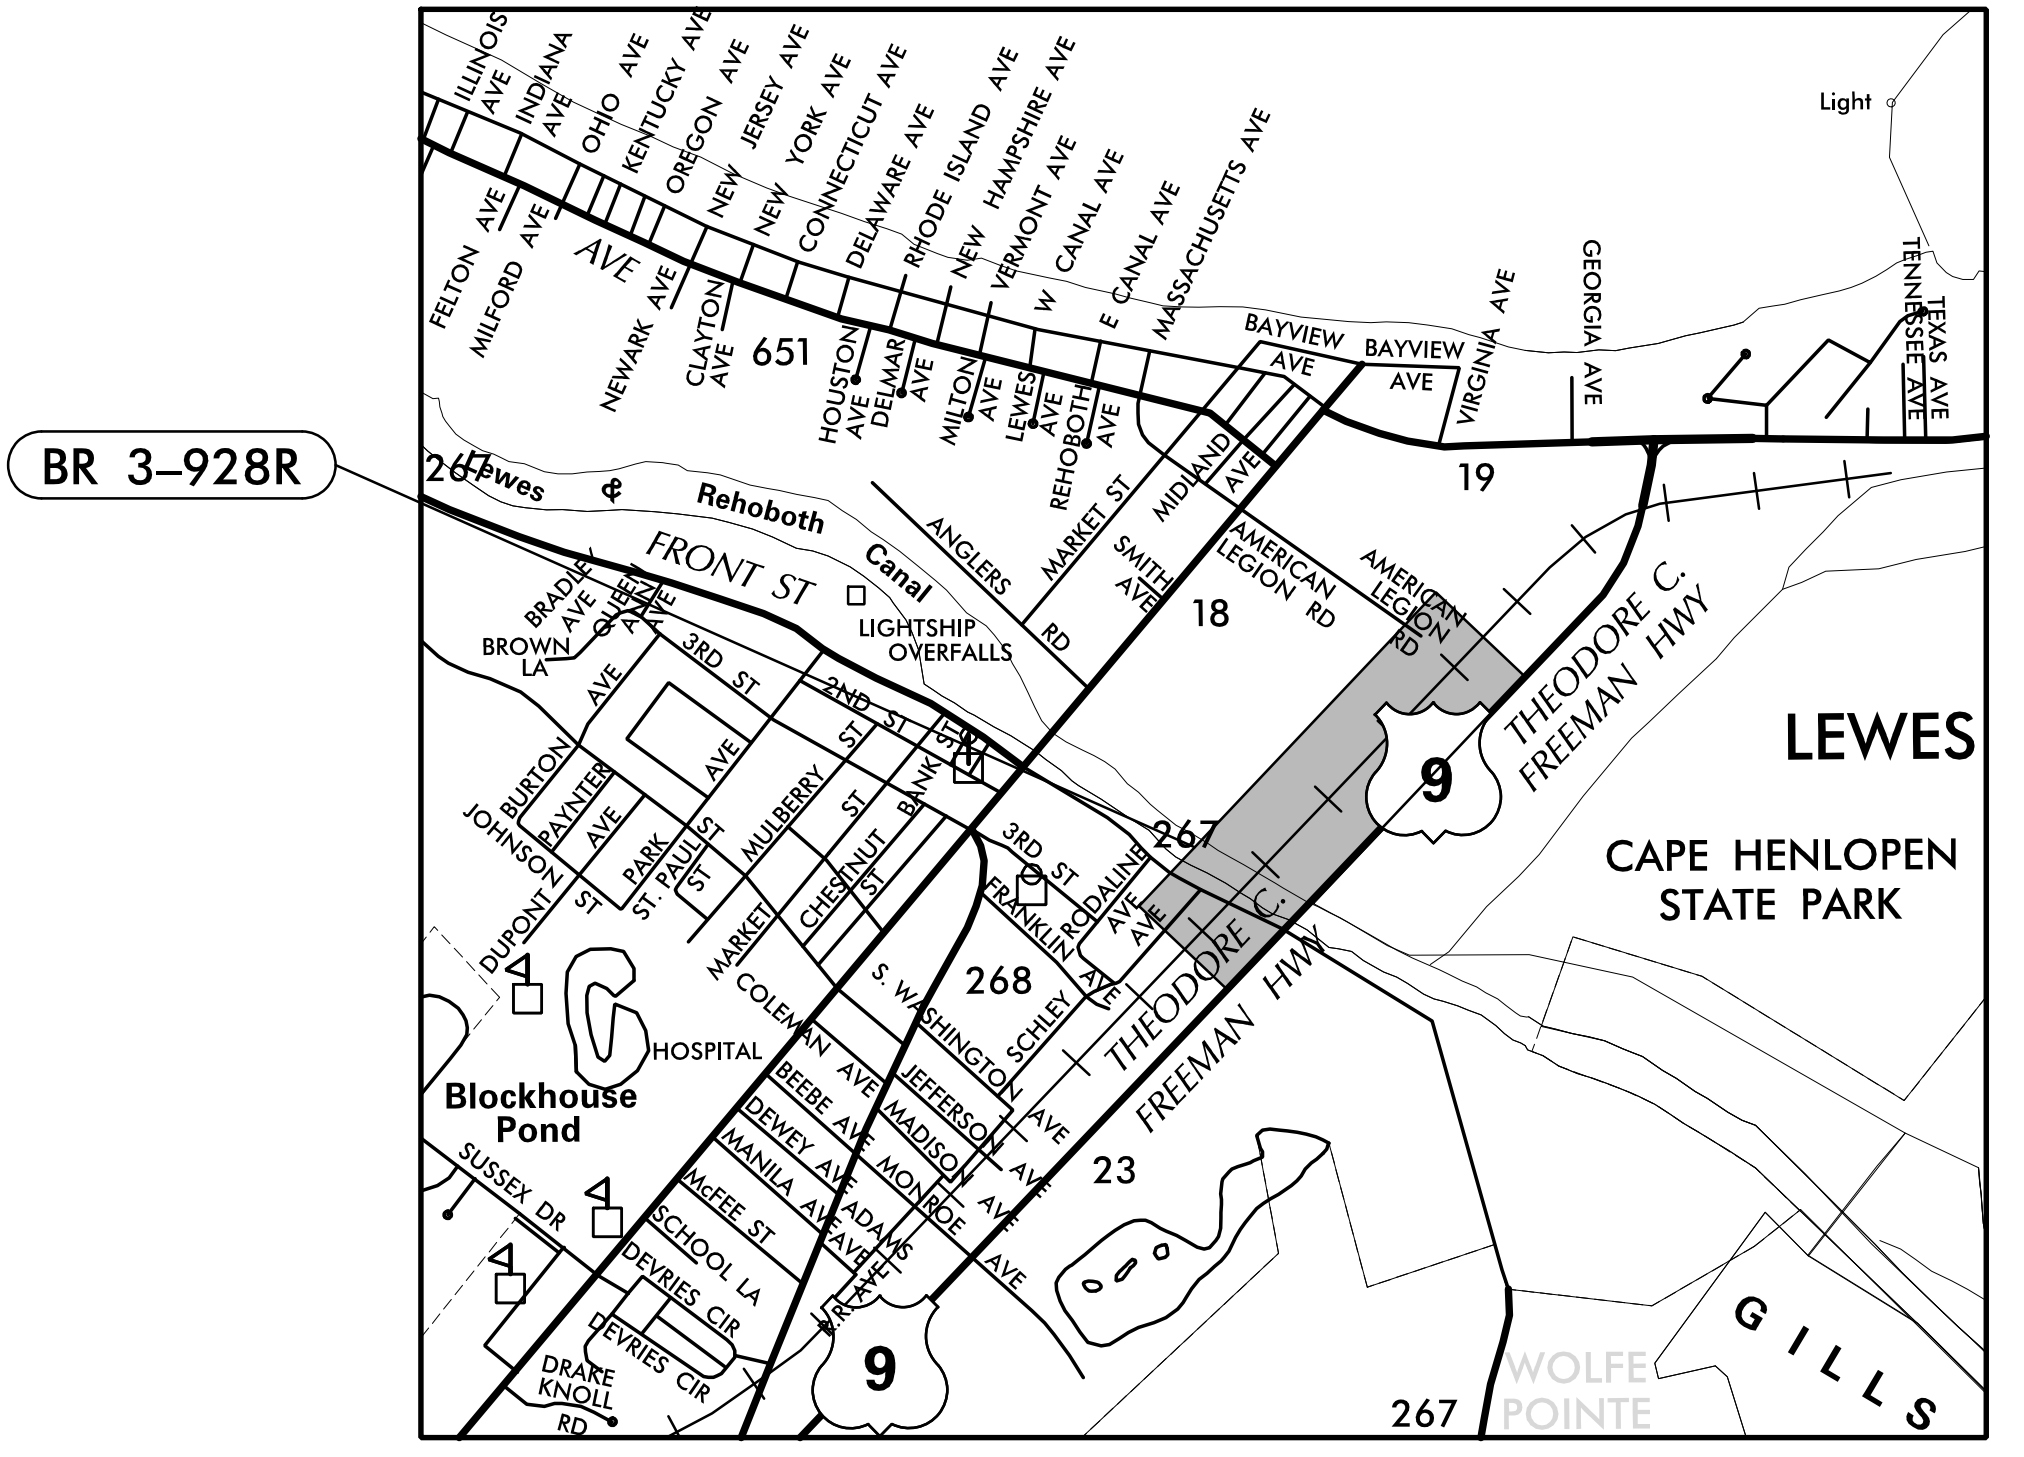 ILLINOIS
AVE
INDIANA
AVE
OHIO AVE
KENTUCKY AVE
OREGON AVE
NEW JERSEY AVE
NEW YORK AVE
CONNECTICUT AVE
DELAWARE AVE
RHODE ISLAND AVE
NEW HAMPSHIRE AVE
VERMONT AVE
W CANAL AVE
E CANAL AVE
MASSACHUSETTS AVE
Light
FELTON AVE
MILFORD AVE
AVE
NEWARK AVE
CLAYTON
AVE
651
HOUSTON
AVE
DELMAR
AVE
MILTON
AVE
LEWES
AVE
REHOBOTH
AVE
BAYVIEW
AVE
BAYVIEW
AVE
VIRGINIA AVE
GEORGIA AVE
TENNESSEE AVE
TEXAS AVE
BR 3–928R
267
Lewes & Rehoboth Canal
FRONT ST
ANGLERS RD
MARKET ST
MIDLAND
AVE
SMITH
AVE
18
19
AMERICAN
LEGION RD
AMERICAN
LEGION
RD
THEODORE C.
FREEMAN HWY
BRADLEY
AVE
QUEEN
ANNE
AVE
BROWN
LA
LIGHTSHIP
OVERFALLS
3RD ST
2ND ST
AVE
BURTON
PAYNTER
AVE
JOHNSON ST
DUPONT
PARK AVE
ST. PAUL
ST
ST
MULBERRY ST
CHESTNUT ST
BANK ST
MARKET
ST
3RD ST
FRANKLIN AVE
RODALINE
AVE
SCHLEY AVE
267
9
LEWES
CAPE HENLOPEN
STATE PARK
THEODORE C.
FREEMAN HWY
268
HOSPITAL
Blockhouse
Pond
COLEMAN AVE
S. WASHINGTON AVE
BEEBE AVE
JEFFERSON AVE
DEWEY AVE
MADISON AVE
MANILA AVE
MONROE AVE
McFEE ST
ADAMS
AVE
SCHOOL LA
SUSSEX DR
DEVRIES CIR
DEVRIES CIR
R.R. AVE
DRAKE
KNOLL
RD
9
23
267
WOLFE
POINTE
GILLS